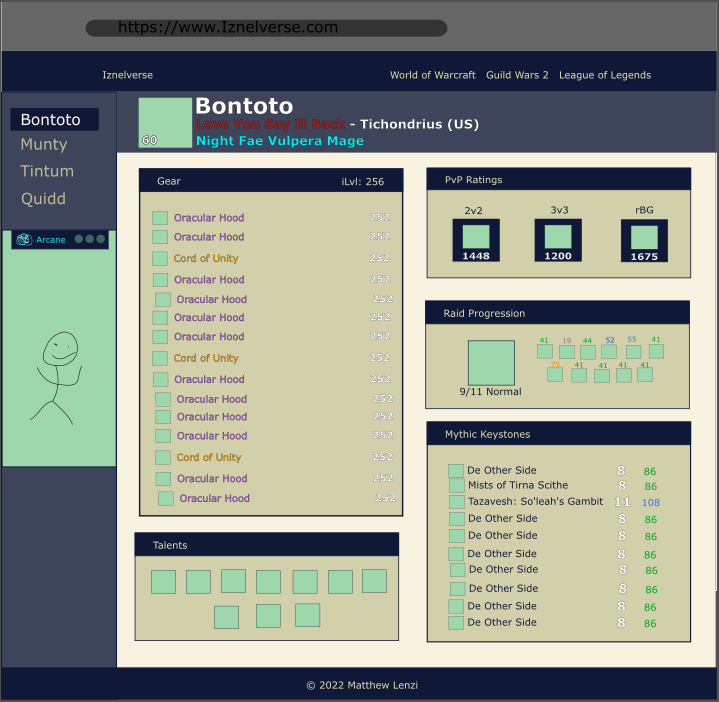 https://www.Iznelverse.com
Iznelverse World of Warcraft Guild Wars 2 League of Legends
Bontoto
Munty
Tintum
Quidd
Arcane
60
Bontoto
Love You Say It Back - Tichondrius (US)
Night Fae Vulpera Mage
Gear iLvl: 256
Oracular Hood 252
Oracular Hood 252
Cord of Unity 252
Oracular Hood 252
Oracular Hood 252
Oracular Hood 252
Oracular Hood 252
Cord of Unity 252
Oracular Hood 252
Oracular Hood 252
Oracular Hood 252
Oracular Hood 252
Cord of Unity 252
Oracular Hood 252
Oracular Hood 252
Talents
PvP Ratings
2v2 3v3 rBG
1448 1200 1675
Raid Progression
41 19 44 52 55 41
75 41 41 41 41
9/11 Normal
Mythic Keystones
De Other Side 8 86
Mists of Tirna Scithe 8 86
Tazavesh: So'leah's Gambit 11 108
De Other Side 8 86
De Other Side 8 86
De Other Side 8 86
De Other Side 8 86
De Other Side 8 86
De Other Side 8 86
De Other Side 8 86
© 2022 Matthew Lenzi